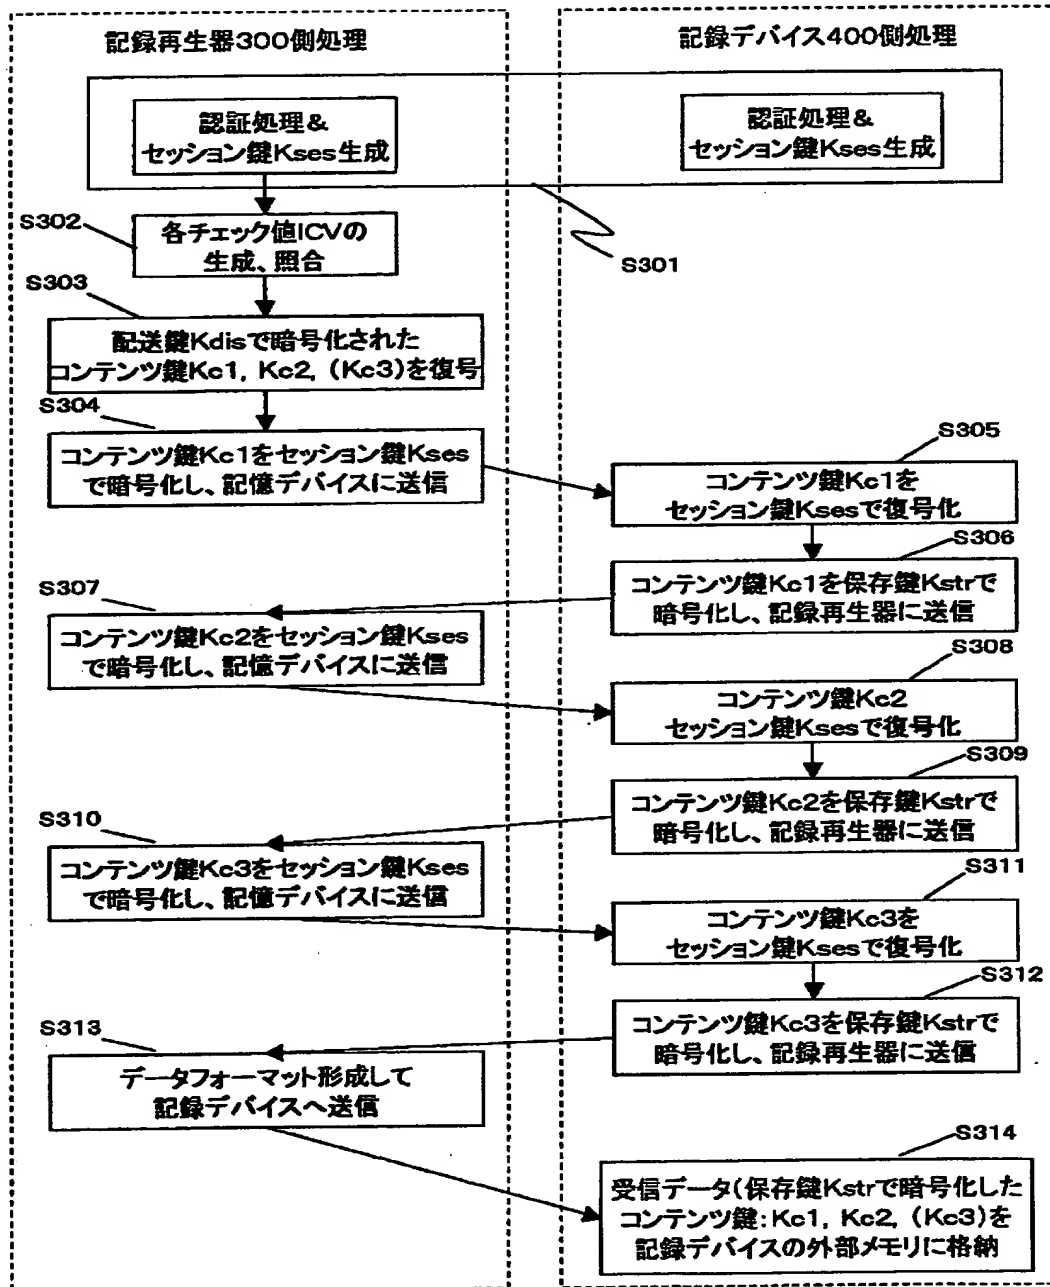 記録再生器300側処理
記録デバイス400側処理
認証処理&
セッション鍵Kses生成
認証処理&
セッション鍵Kses生成
S301
S302
各チェック値ICVの
生成、照合
S303
配送鍵Kdisで暗号化された
コンテンツ鍵Kc1, Kc2, (Kc3)を復号
S304
コンテンツ鍵Kc1をセッション鍵Kses
で暗号化し、記憶デバイスに送信
S305
コンテンツ鍵Kc1を
セッション鍵Ksesで復号化
S306
コンテンツ鍵Kc1を保存鍵Kstrで
暗号化し、記録再生器に送信
S307
コンテンツ鍵Kc2をセッション鍵Kses
で暗号化し、記憶デバイスに送信
S308
コンテンツ鍵Kc2
セッション鍵Ksesで復号化
S309
コンテンツ鍵Kc2を保存鍵Kstrで
暗号化し、記録再生器に送信
S310
コンテンツ鍵Kc3をセッション鍵Kses
で暗号化し、記憶デバイスに送信
S311
コンテンツ鍵Kc3を
セッション鍵Ksesで復号化
S312
コンテンツ鍵Kc3を保存鍵Kstrで
暗号化し、記録再生器に送信
S313
データフォーマット形成して
記録デバイスへ送信
S314
受信データ(保存鍵Kstrで暗号化した
コンテンツ鍵:Kc1, Kc2, (Kc3)を
記録デバイスの外部メモリに格納